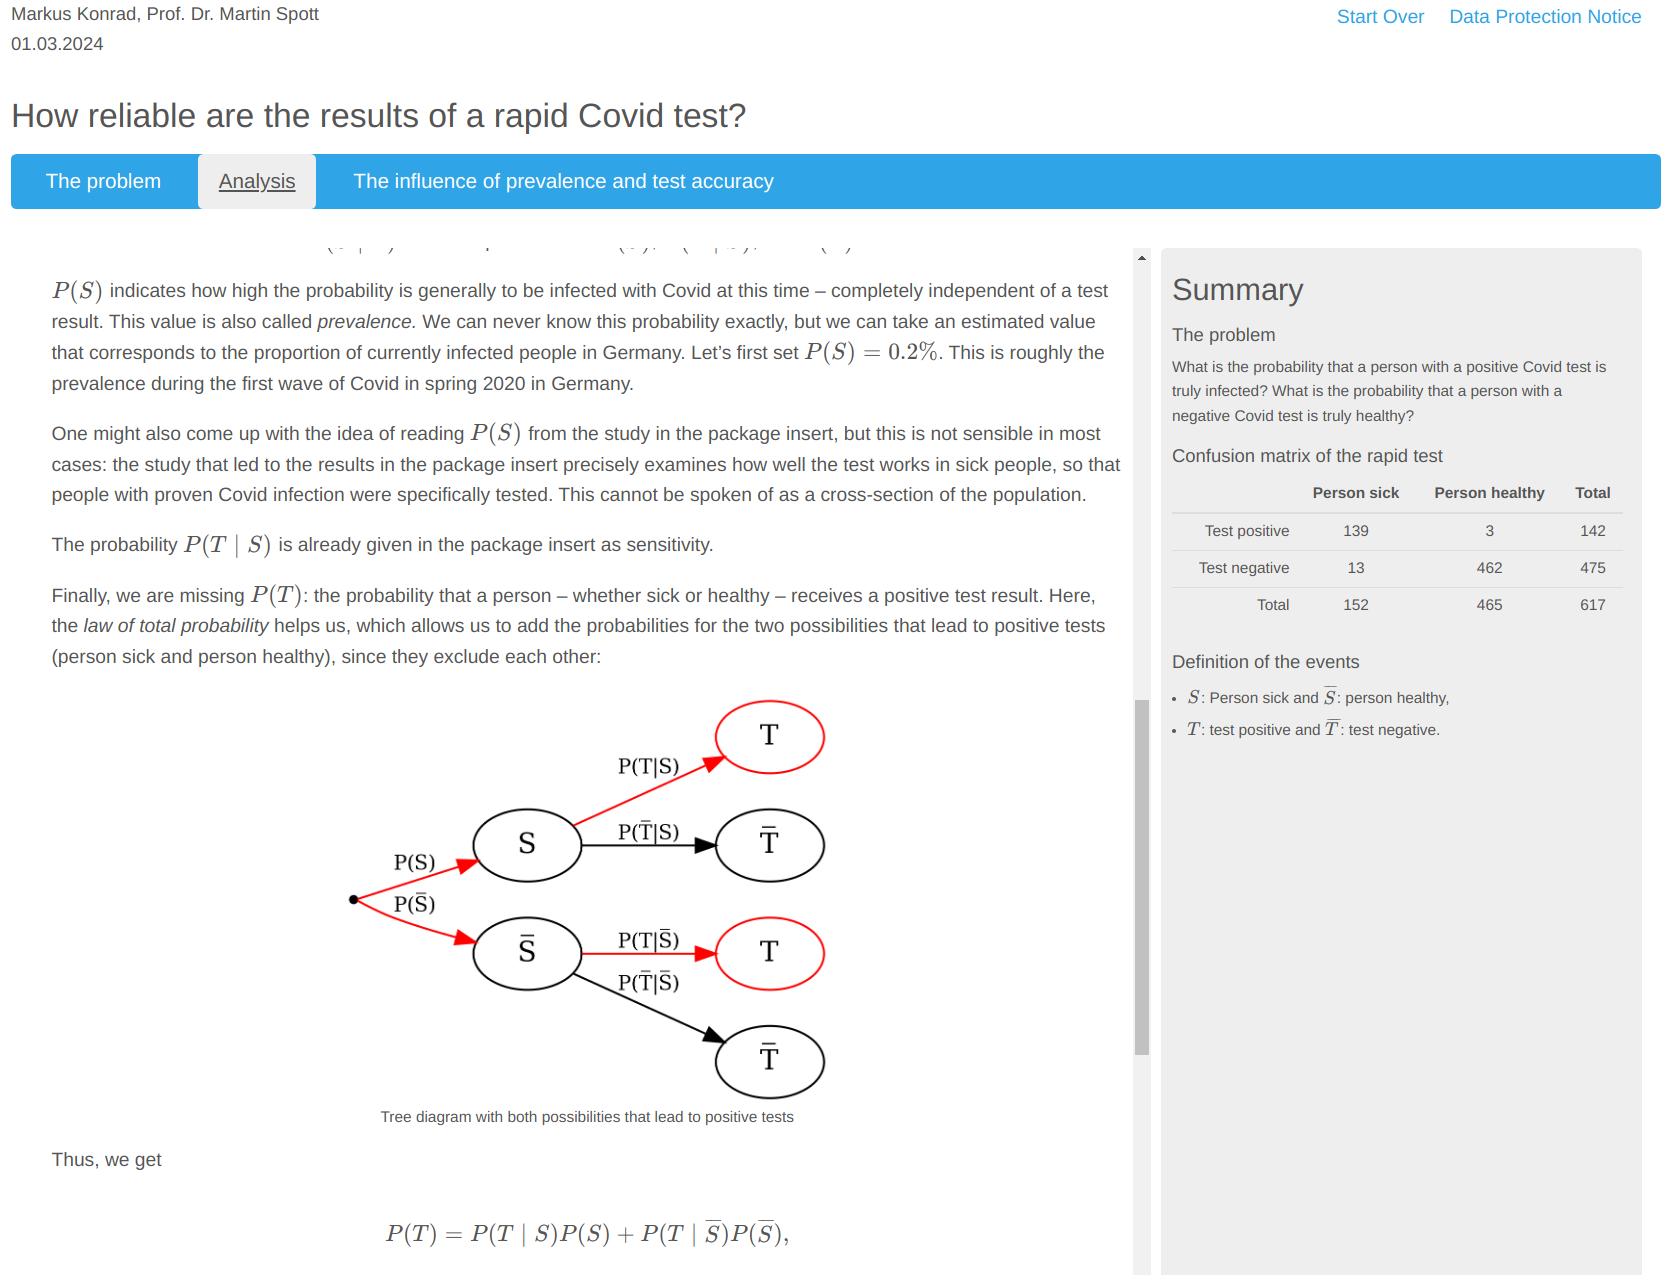 Markus Konrad, Prof. Dr. Martin Spott
01.03.2024
Start Over Data Protection Notice
How reliable are the results of a rapid Covid test?
The problem Analysis The influence of prevalence and test accuracy
P(S) indicates how high the probability is generally to be infected with Covid at this time – completely independent of a test
result. This value is also called prevalence. We can never know this probability exactly, but we can take an estimated value
that corresponds to the proportion of currently infected people in Germany. Let’s first set P(S) = 0.2%. This is roughly the
prevalence during the first wave of Covid in spring 2020 in Germany.
One might also come up with the idea of reading P(S) from the study in the package insert, but this is not sensible in most
cases: the study that led to the results in the package insert precisely examines how well the test works in sick people, so that
people with proven Covid infection were specifically tested. This cannot be spoken of as a cross-section of the population.
The probability P(T | S) is already given in the package insert as sensitivity.
Finally, we are missing P(T): the probability that a person – whether sick or healthy – receives a positive test result. Here,
the law of total probability helps us, which allows us to add the probabilities for the two possibilities that lead to positive tests
(person sick and person healthy), since they exclude each other:
T
P(T|S)
P(T̅|S)
S
T̅
P(S)
P(S̅)
P(T|S̅)
S̅
T
P(T̅|S̅)
T̅
Tree diagram with both possibilities that lead to positive tests
Thus, we get
P(T) = P(T | S)P(S) + P(T | S̅)P(S̅),
Summary
The problem
What is the probability that a person with a positive Covid test is
truly infected? What is the probability that a person with a
negative Covid test is truly healthy?
Confusion matrix of the rapid test
Person sick Person healthy Total
Test positive 139 3 142
Test negative 13 462 475
Total 152 465 617
Definition of the events
• S: Person sick and S̅: person healthy,
• T: test positive and T̅: test negative.